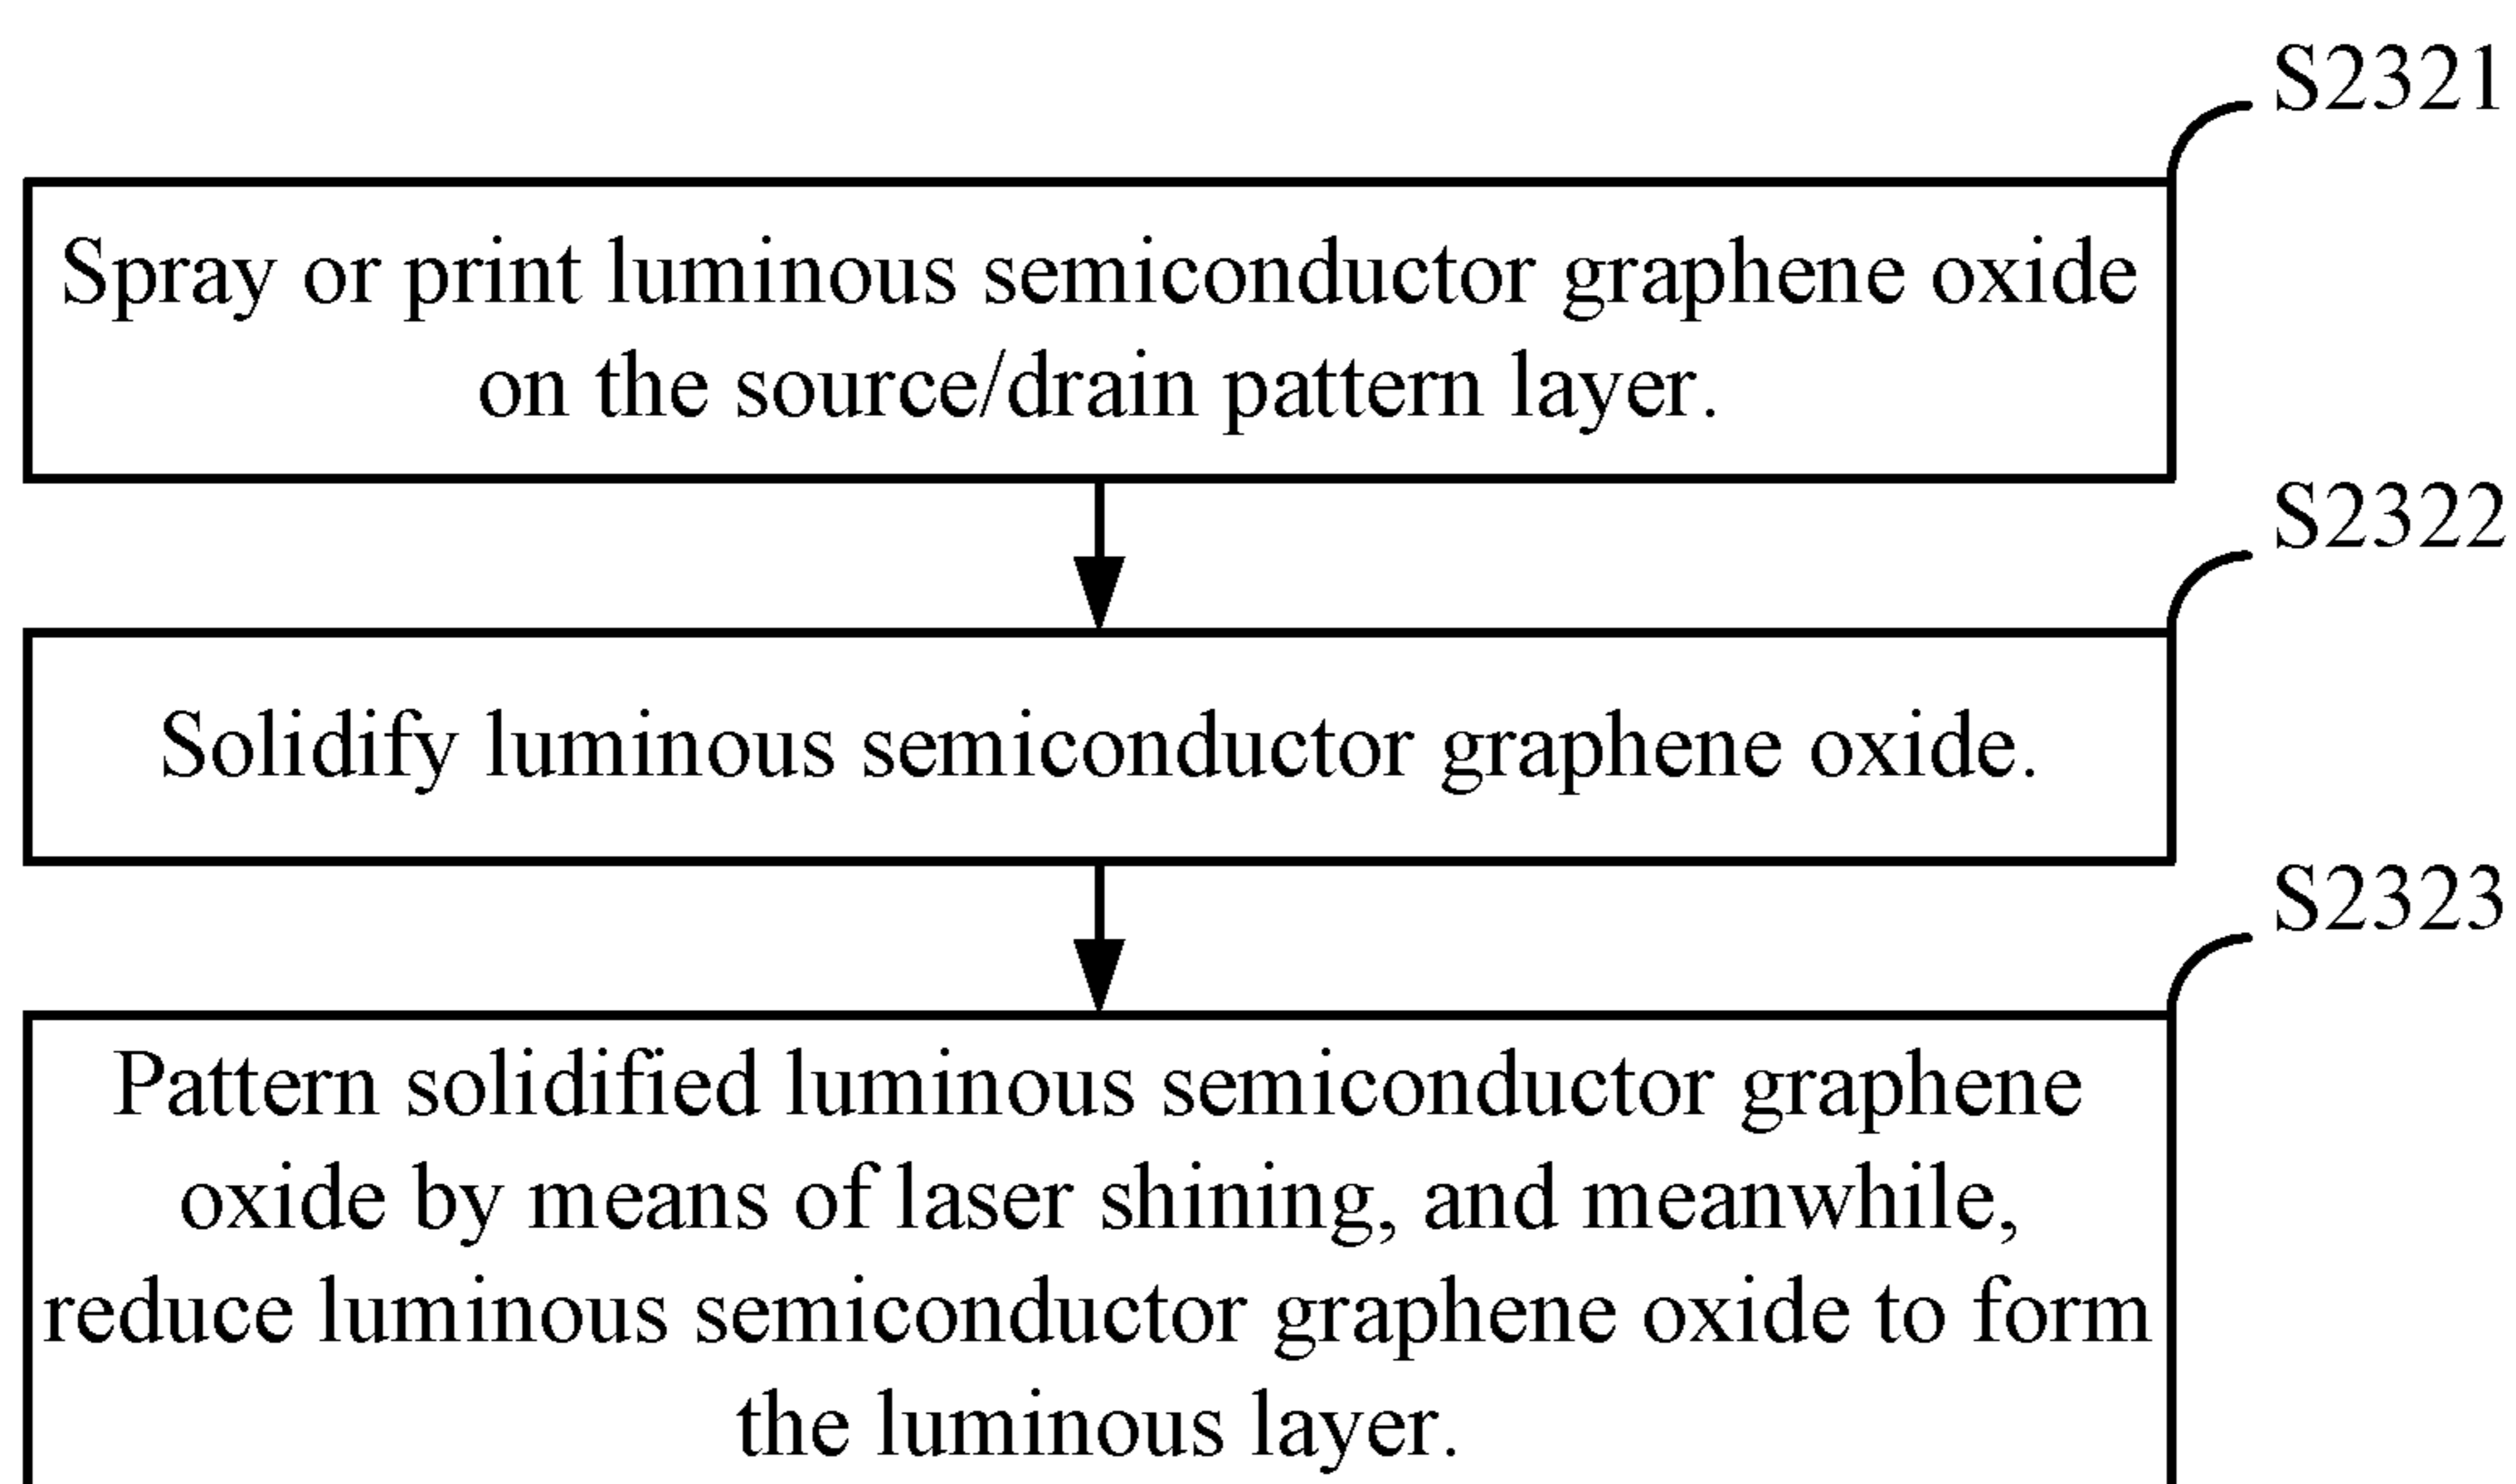 S2321
Spray or print luminous semiconductor graphene oxide
on the source/drain pattern layer.
S2322
Solidify luminous semiconductor graphene oxide.
S2323
Pattern solidified luminous semiconductor graphene
oxide by means of laser shining, and meanwhile,
reduce luminous semiconductor graphene oxide to form
the luminous layer.